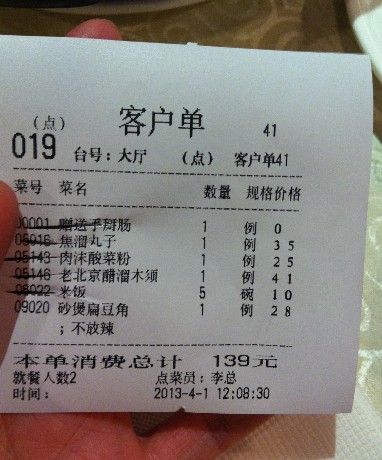 （点） 客户单 41
019 台号：大厅 （点） 客户单41
菜号 菜名 数量 规格价格
00001 赠送手掰肠 1 例 0
06016 焦溜丸子 1 例 35
05143 肉沫酸菜粉 1 例 25
05146 老北京醋溜木须 1 例 41
06022 米饭 5 碗 10
09020 砂煲扁豆角 1 例 28
；不放辣
本单消费总计 139元
就餐人数2 点菜员：李总
时间： 2013-4-1 12:08:30